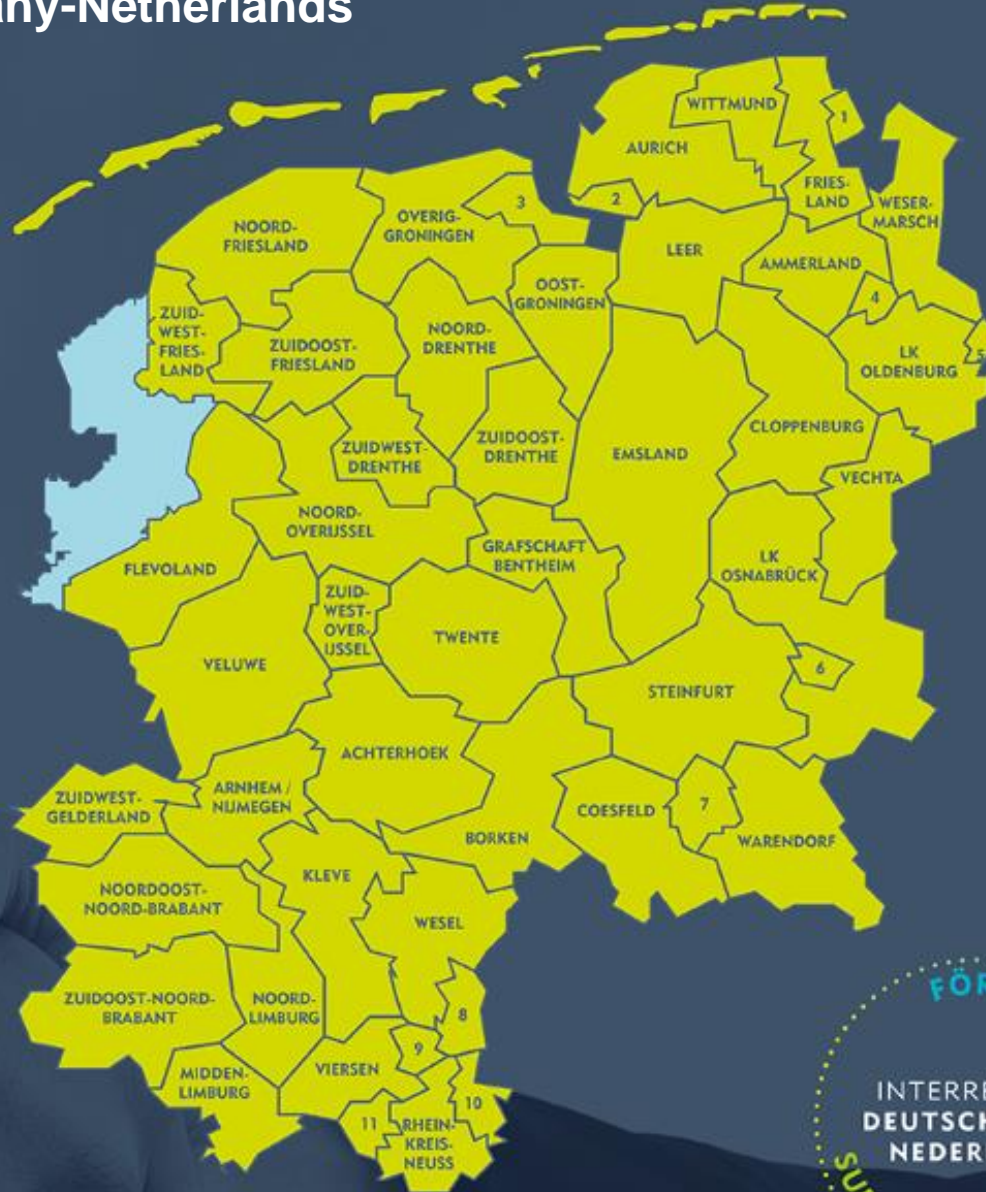 any-Netherlands
WITTMUND
1
AURICH
FRIES-
LAND
2
3
WESER-
MARSCH
OVERIG-
GRONINGEN
NOORD-
FRIESLAND
LEER
AMMERLAND
OOST-
GRONINGEN
4
ZUID-
WEST-
FRIES-
LAND
NOORD-
DRENTHE
ZUIDOOST-
FRIESLAND
LK
OLDENBURG
5
CLOPPENBURG
ZUIDWEST-
DRENTHE
ZUIDOOST-
DRENTHE
EMSLAND
VECHTA
NOORD-
OVERIJSSEL
GRAFSCHAFT
BENTHEIM
LK
OSNABRÜCK
FLEVOLAND
ZUID-
WEST-
OVER-
IJSSEL
TWENTE
VELUWE
6
STEINFURT
ACHTERHOEK
ARNHEM /
NIJMEGEN
ZUIDWEST-
GELDERLAND
COESFELD
7
BORKEN
WARENDORF
KLEVE
NOORDOOST-
NOORD-BRABANT
WESEL
ZUIDOOST-NOORD-
BRABANT
NOORD-
LIMBURG
8
9
VIERSEN
MIDDEN-
LIMBURG
10
11
RHEIN-
KREIS-
NEUSS
FÖR
INTERRE
DEUTSCH
NEDER
SU